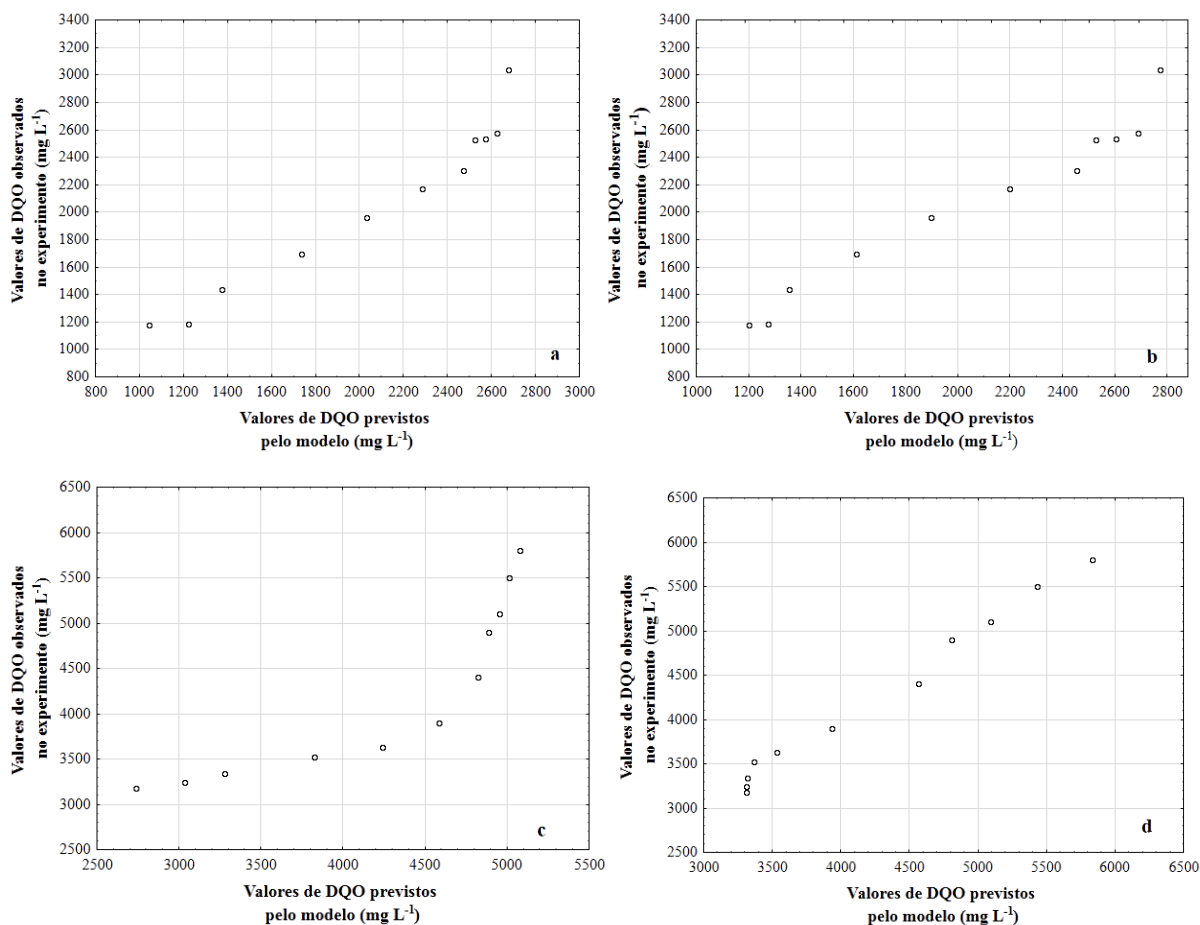 3400
3200
3000
2800
2600
2400
2200
2000
1800
1600
1400
1200
1000
800
Valores de DQO observados
no experimento (mg L-1)
800 1000 1200 1400 1600 1800 2000 2200 2400 2600 2800 3000
Valores de DQO previstos
pelo modelo (mg L-1)
a
3400
3200
3000
2800
2600
2400
2200
2000
1800
1600
1400
1200
1000
800
Valores de DQO observados
no experimento (mg L-1)
1000 1200 1400 1600 1800 2000 2200 2400 2600 2800
Valores de DQO previstos
pelo modelo (mg L-1)
b
6500
6000
5500
5000
4500
4000
3500
3000
2500
Valores de DQO observados
no experimento (mg L-1)
2500 3000 3500 4000 4500 5000 5500
Valores de DQO previstos
pelo modelo (mg L-1)
c
6500
6000
5500
5000
4500
4000
3500
3000
2500
Valores de DQO observados
no experimento (mg L-1)
3000 3500 4000 4500 5000 5500 6000 6500
Valores de DQO previstos
pelo modelo (mg L-1)
d